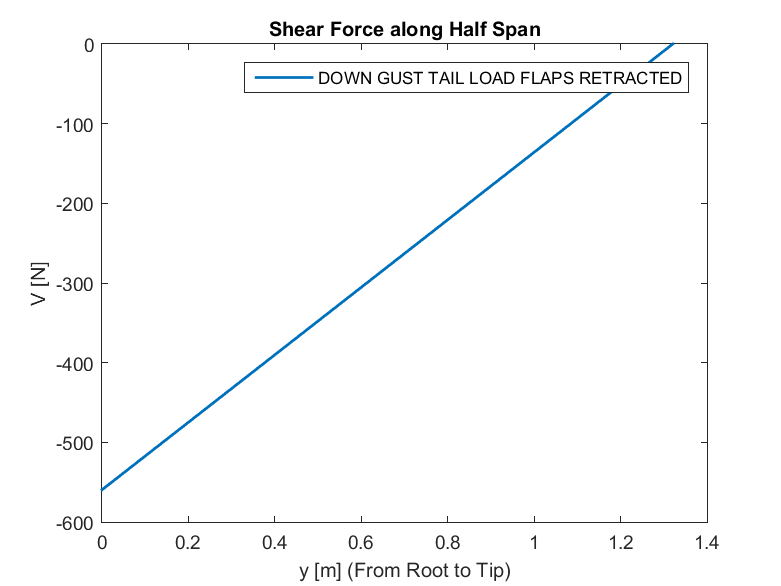 Shear Force along Half Span
DOWN GUST TAIL LOAD FLAPS RETRACTED
0
-100
-200
-300
-400
-500
-600
V [N]
0 0.2 0.4 0.6 0.8 1 1.2 1.4
y [m] (From Root to Tip)